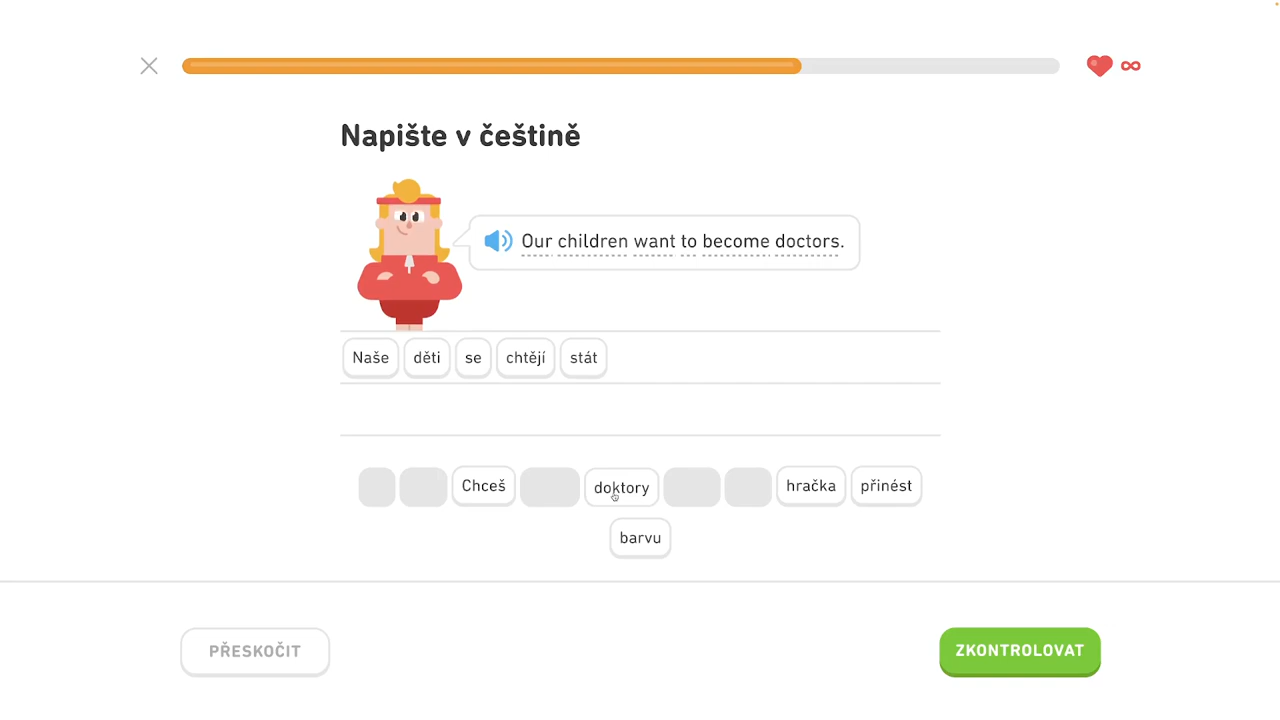 ∞
Napište v češtině
Our children want to become doctors.
Naše děti se chtějí stát
Chceš doktory hračka přinést
barvu
PŘESKOČIT ZKONTROLOVAT